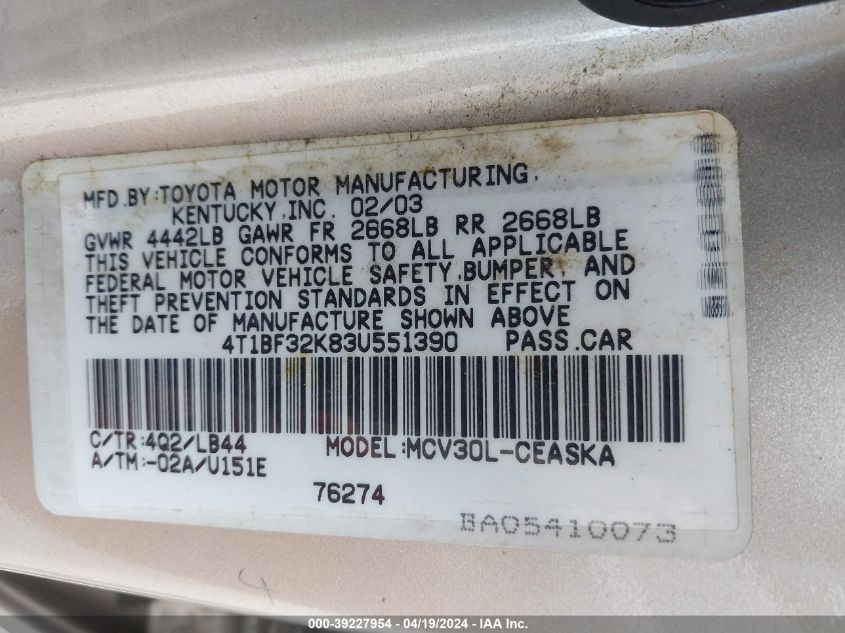 MFD.BY:TOYOTA MOTOR MANUFACTURING,
KENTUCKY,INC. 02/03
GVWR 4442LB GAWR FR 2668LB RR 2668LB
THIS VEHICLE CONFORMS TO ALL APPLICABLE
FEDERAL MOTOR VEHICLE SAFETY,BUMPER, AND
THEFT PREVENTION STANDARDS IN EFFECT ON
THE DATE OF MANUFACTURE SHOWN ABOVE
4T1BF32K83U551390 PASS.CAR
C/TR:4Q2/LB44 MODEL:MCV30L-CEASKA
A/TM:-02A/U151E
76274
BA05410073
4
000-39227954 / 04/19/2024 - IAA Inc.